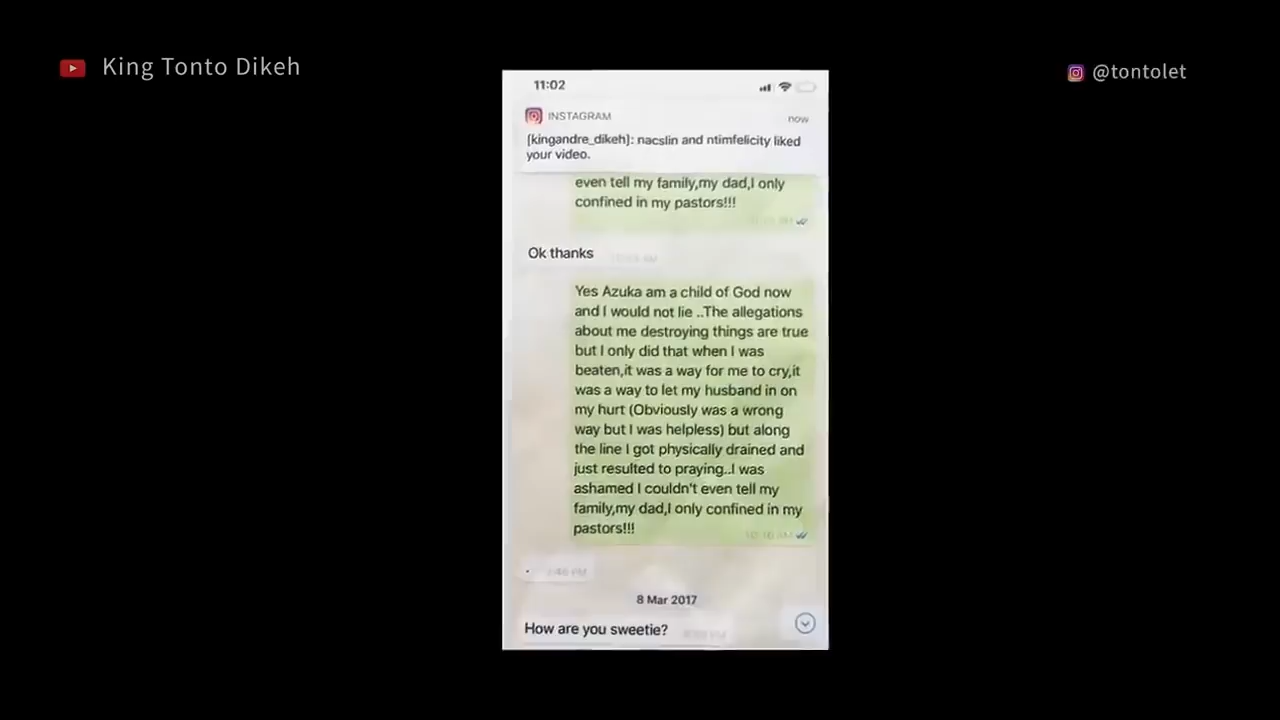 King Tonto Dikeh
@tontolet
11:02
INSTAGRAM
now
[kingandre_dikeh]: nacslin and ntimfelicity liked
your video.
even tell my family,my dad,I only
confined in my pastors!!!
Ok thanks
Yes Azuka am a child of God now
and I would not lie ..The allegations
about me destroying things are true
but I only did that when I was
beaten,it was a way for me to cry,it
was a way to let my husband in on
my hurt (Obviously was a wrong
way but I was helpless) but along
the line I got physically drained and
just resulted to praying..I was
ashamed I couldn't even tell my
family,my dad,I only confined in my
pastors!!!
8 Mar 2017
How are you sweetie?